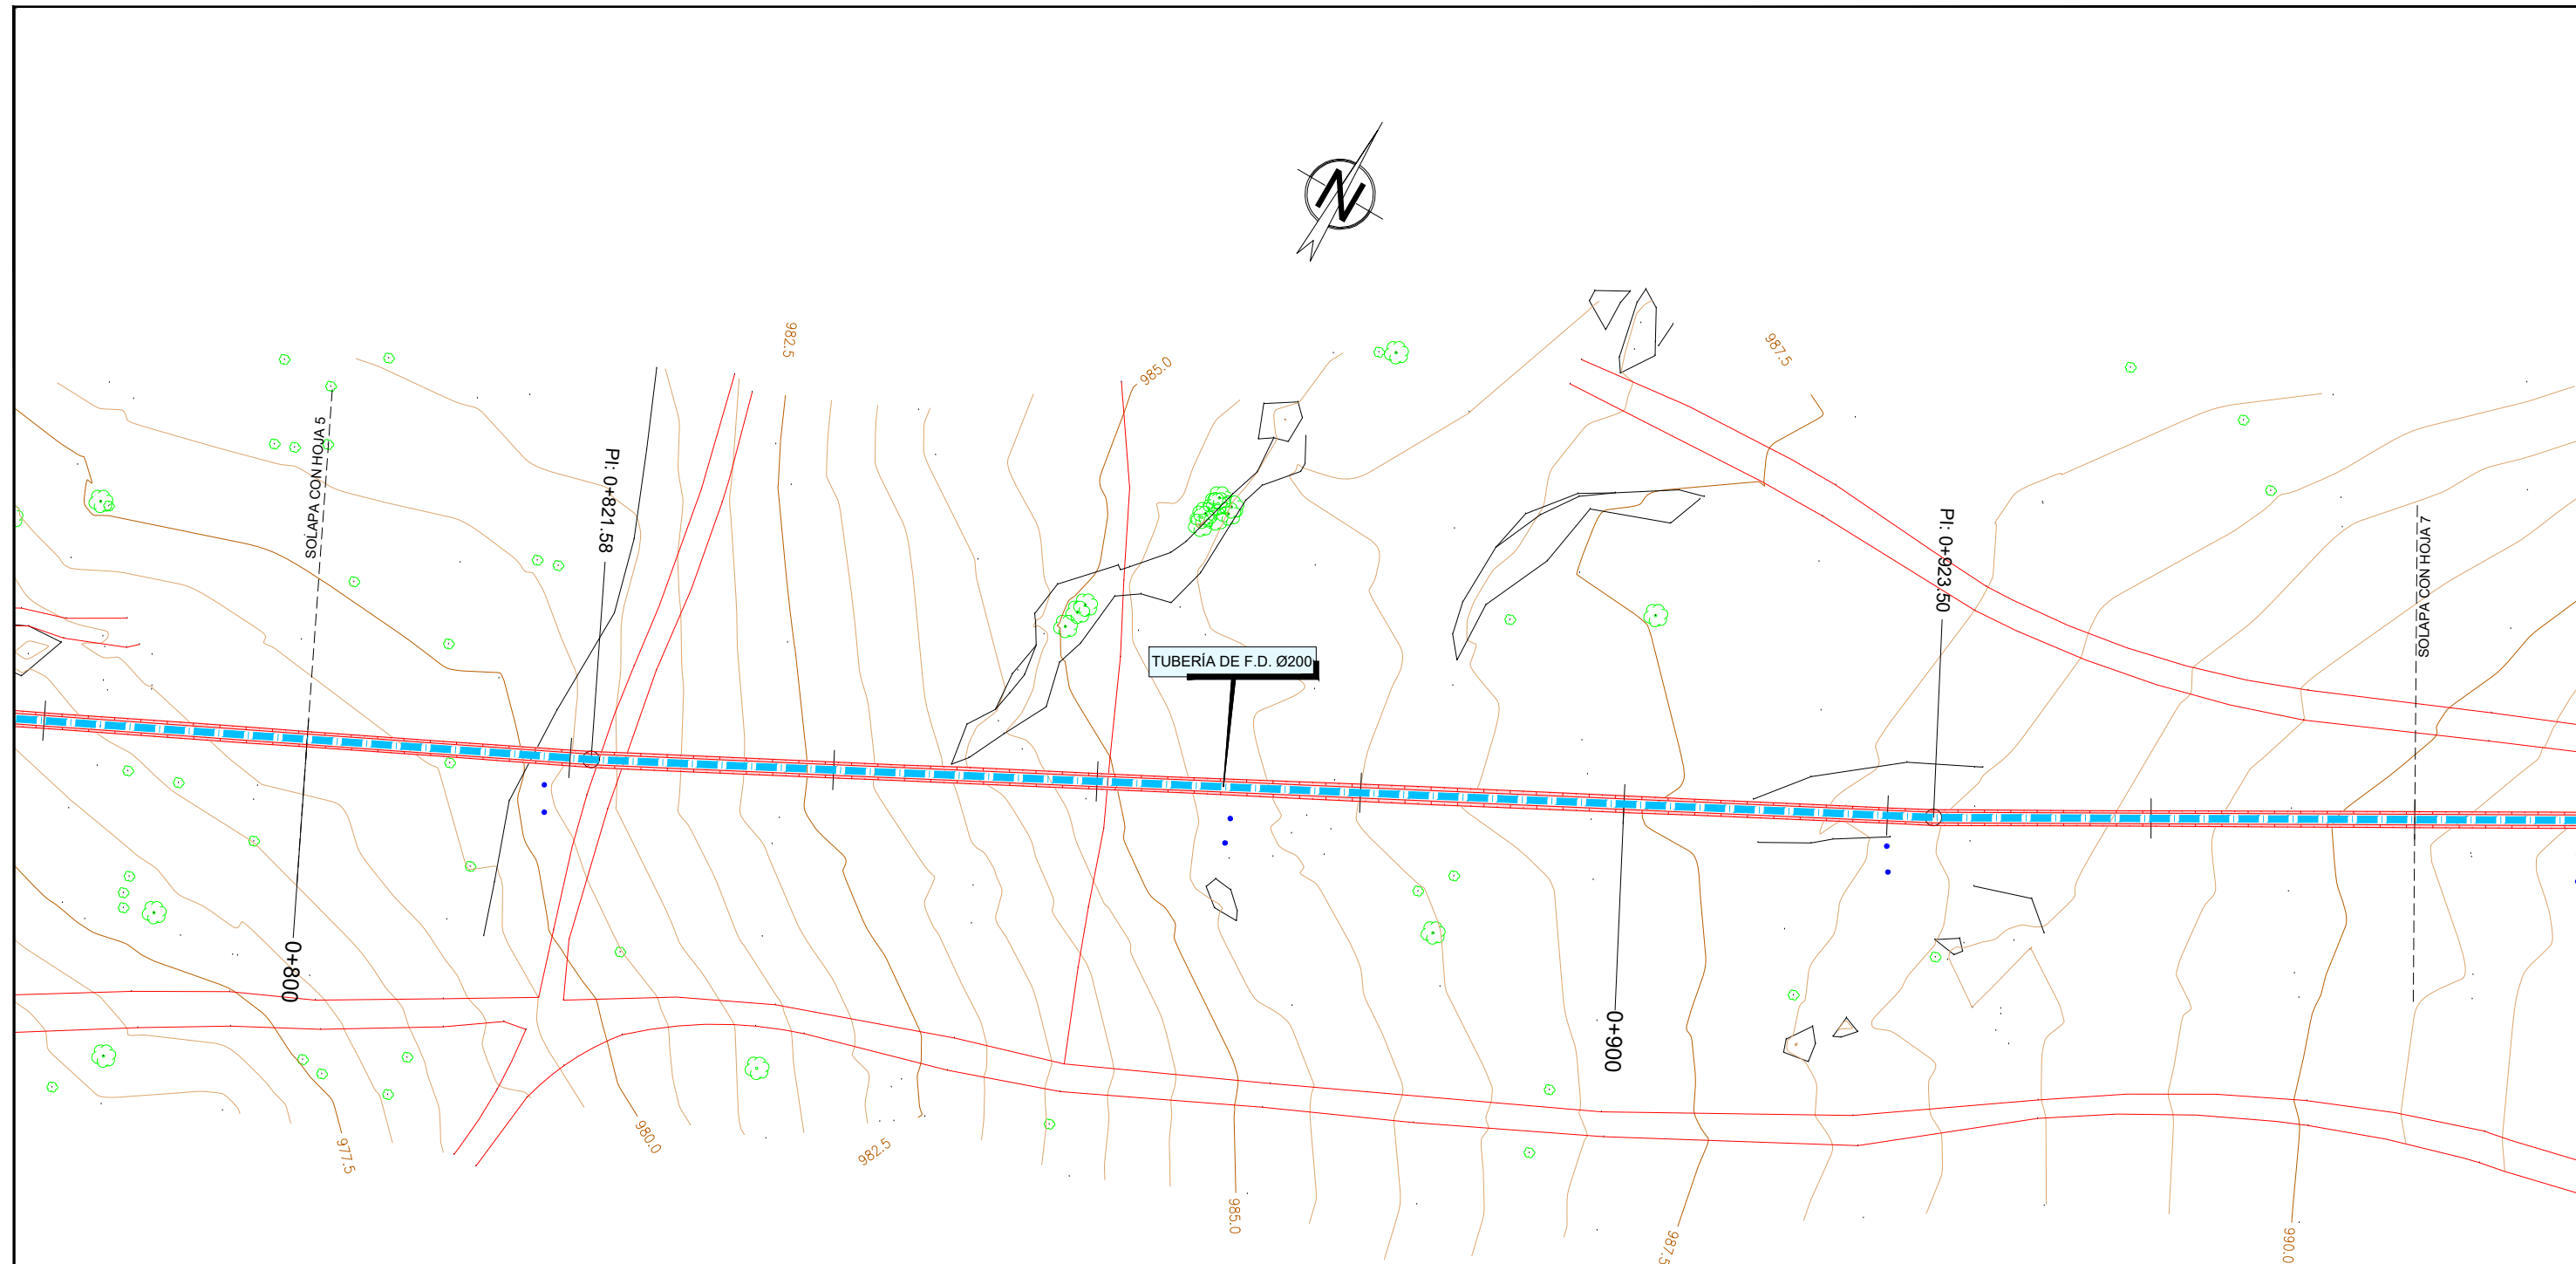 N
982.5
985.0
987.5
SOLAPA CON HOJA 5
PI: 0+821.58
PI: 0+923.50
SOLAPA CON HOJA 7
TUBERÍA DE F.D. Ø200
0+800
0+900
977.5
980.0
982.5
985.0
987.5
990.0